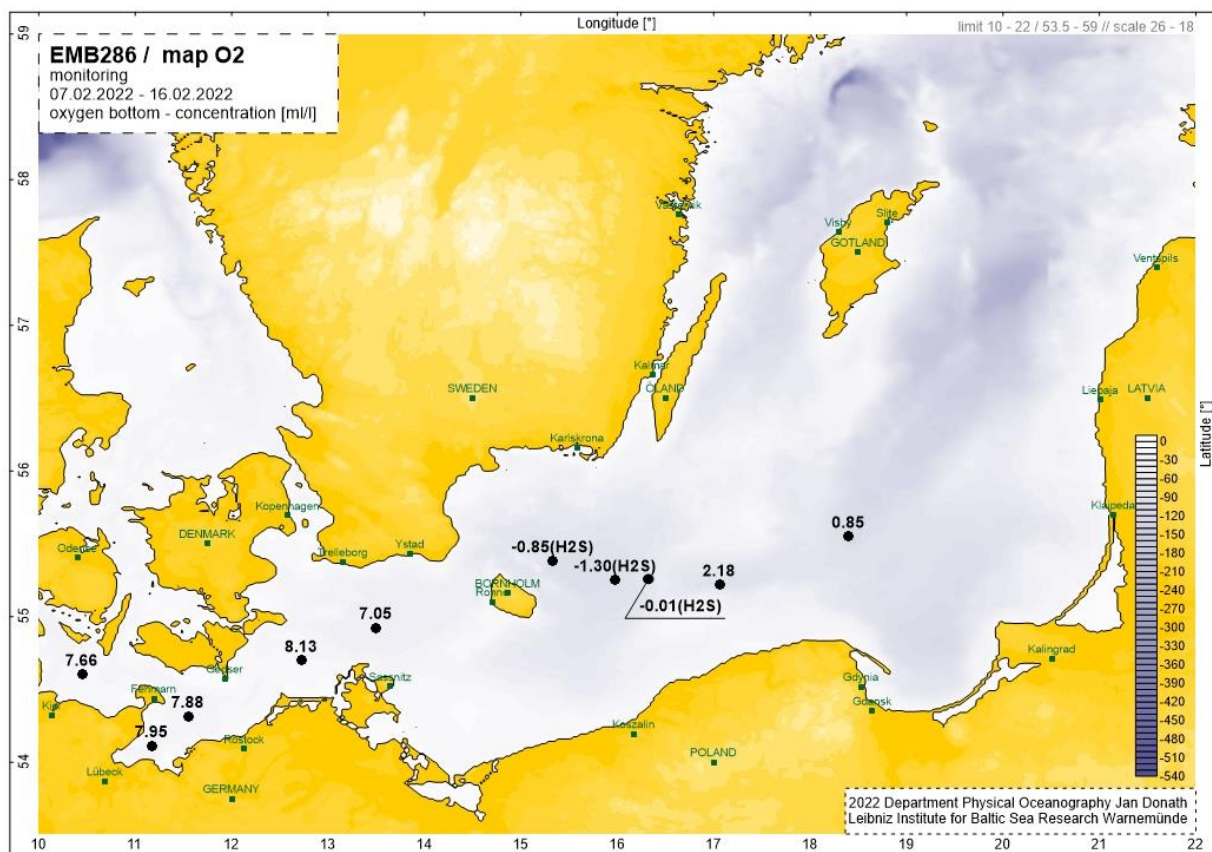 Longitude [°]
limit 10 - 22 / 53.5 - 59 // scale 26 - 18
EMB286 / map O2
monitoring
07.02.2022 - 16.02.2022
oxygen bottom - concentration [ml/l]
59
58
57
56
55
54
Visby
Slite
GOTLAND
Ventspils
Kalmar
SWEDEN
ÖLAND
Liepaja
LATVIA
Karlskrona
Latitude [°]
Kopenhagen
Klaipeda
DENMARK
Odense
Trelleborg
Ystad
0.85
-0.85(H2S)
-1.30(H2S)
2.18
BORNHOLM
Ronne
-0.01(H2S)
7.05
8.13
7.66
Gedser
Sassnitz
Kalingrad
Fehmarn
7.88
Gdynia
Gdansk
Kiel
7.95
Rostock
Koszalin
POLAND
Lübeck
GERMANY
0
-30
-60
-90
-120
-150
-180
-210
-240
-270
-300
-330
-360
-390
-420
-450
-480
-510
-540
2022 Department Physical Oceanography Jan Donath
Leibniz Institute for Baltic Sea Research Warnemünde
10 11 12 13 14 15 16 17 18 19 20 21 22